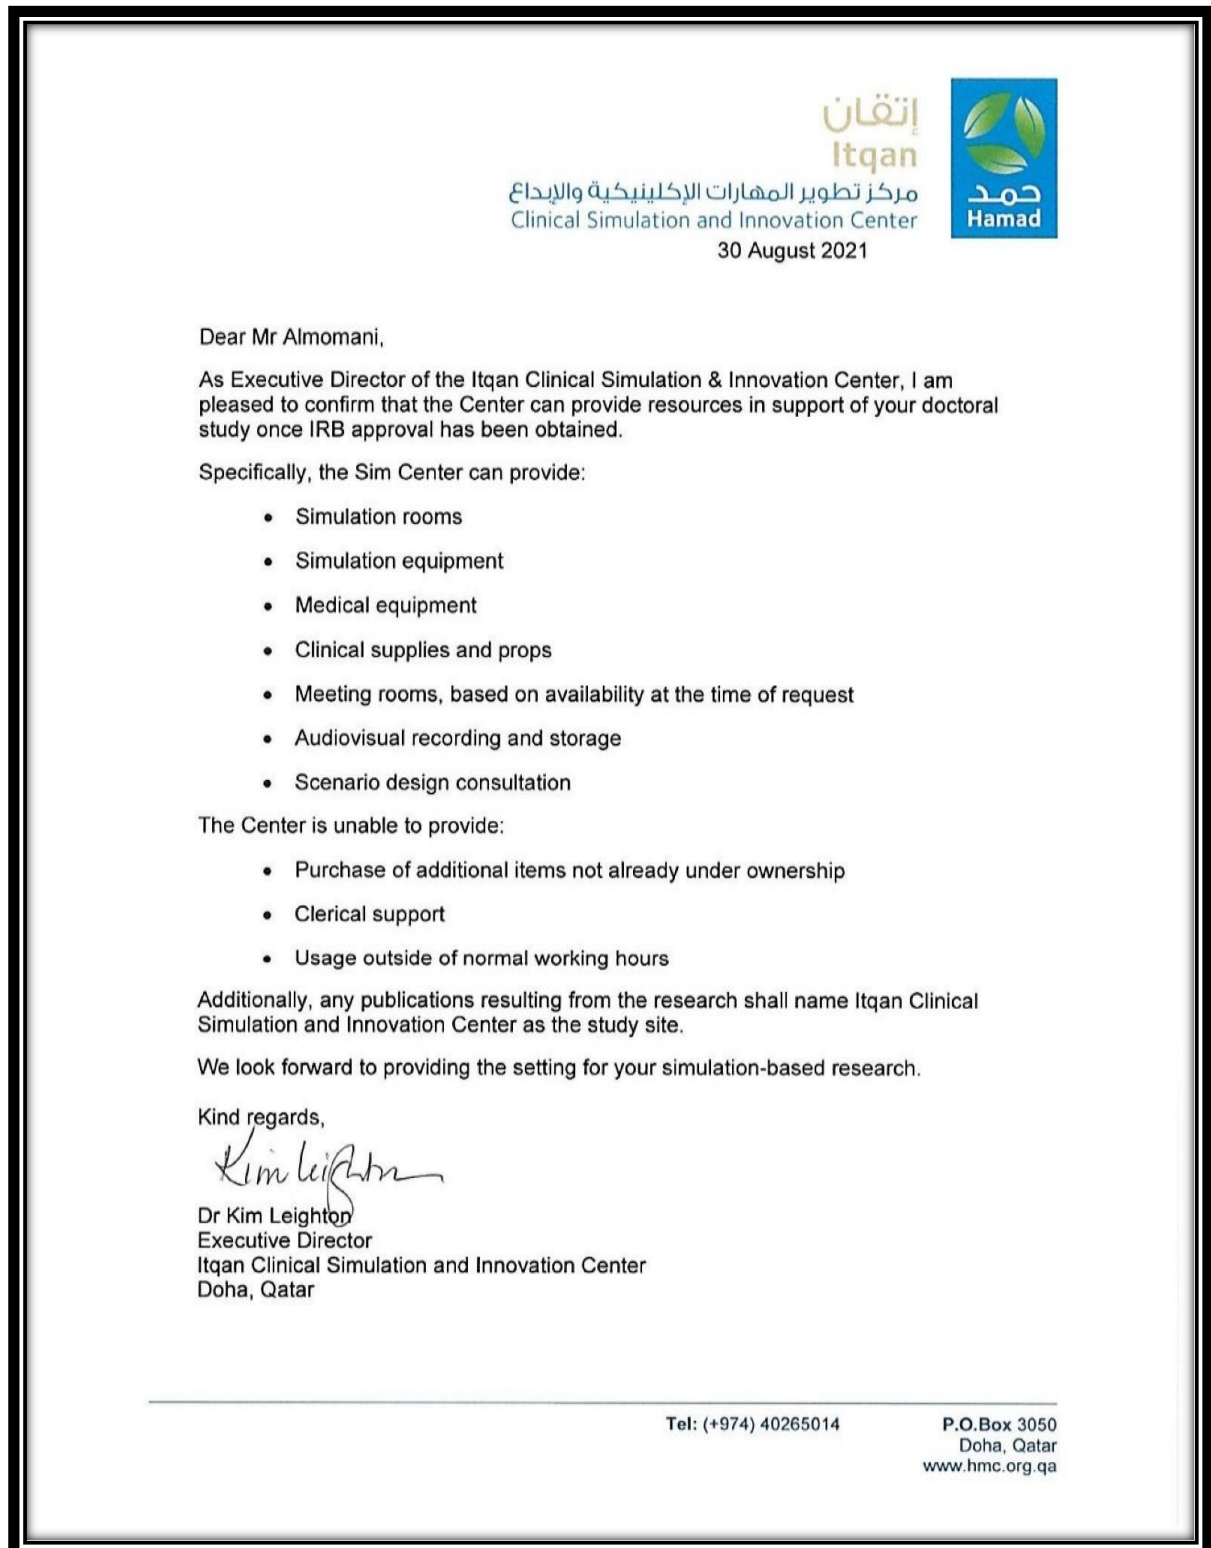 إتقان
Itqan
مركز تطوير المهارات الإكلينيكية والإبداع
Clinical Simulation and Innovation Center
حمد
Hamad
30 August 2021
Dear Mr Almomani,
As Executive Director of the Itqan Clinical Simulation & Innovation Center, I am
pleased to confirm that the Center can provide resources in support of your doctoral
study once IRB approval has been obtained.
Specifically, the Sim Center can provide:
• Simulation rooms
• Simulation equipment
• Medical equipment
• Clinical supplies and props
• Meeting rooms, based on availability at the time of request
• Audiovisual recording and storage
• Scenario design consultation
The Center is unable to provide:
• Purchase of additional items not already under ownership
• Clerical support
• Usage outside of normal working hours
Additionally, any publications resulting from the research shall name Itqan Clinical
Simulation and Innovation Center as the study site.
We look forward to providing the setting for your simulation-based research.
Kind regards,
Kim Leighton
Dr Kim Leighton
Executive Director
Itqan Clinical Simulation and Innovation Center
Doha, Qatar
Tel: (+974) 40265014
P.O.Box 3050
Doha, Qatar
www.hmc.org.qa